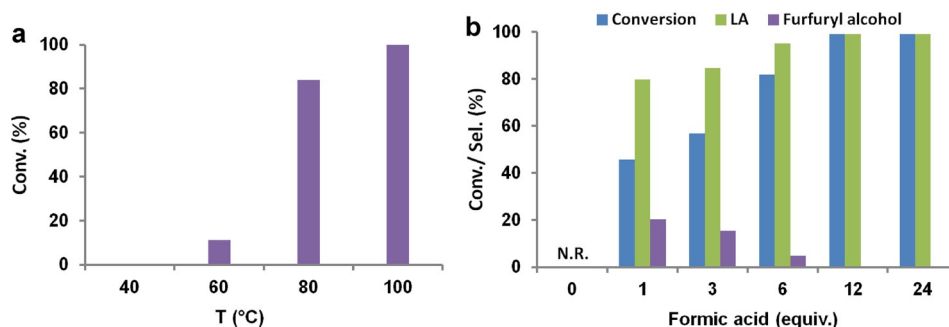 a
100
80
60
40
20
0
Conv. (%)
40 60 80 100
T (°C)
b
Conversion LA Furfuryl alcohol
100
80
60
40
20
0
Conv./ Sel. (%)
N.R.
0 1 3 6 12 24
Formic acid (equiv.)